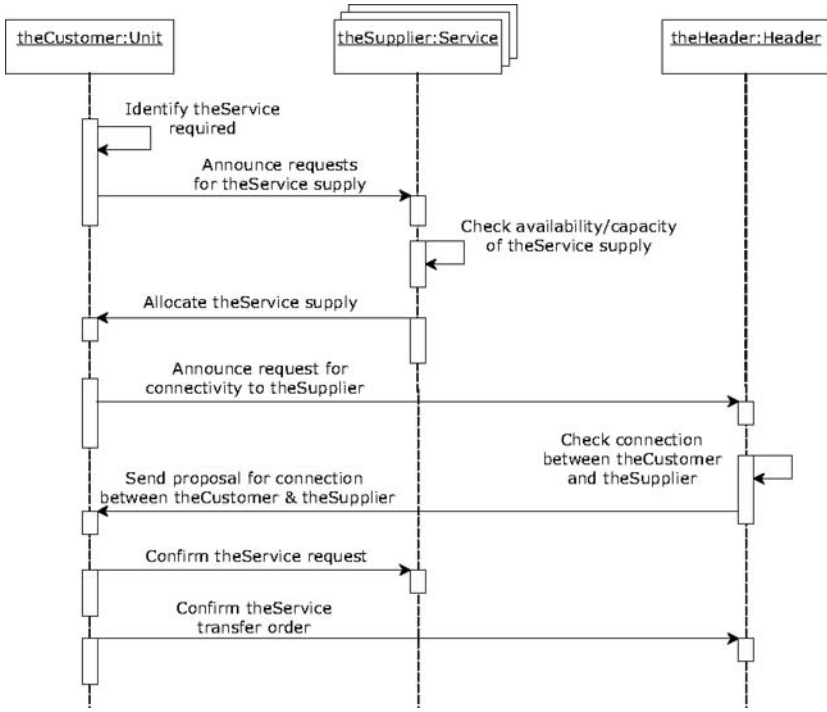 theCustomer:Unit
theSupplier:Service
theHeader:Header
Identify theService
required
Announce requests
for theService supply
Check availability/capacity
of theService supply
Allocate theService supply
Announce request for
connectivity to theSupplier
Check connection
between theCustomer
and theSupplier
Send proposal for connection
between theCustomer & theSupplier
Confirm theService request
Confirm theService
transfer order